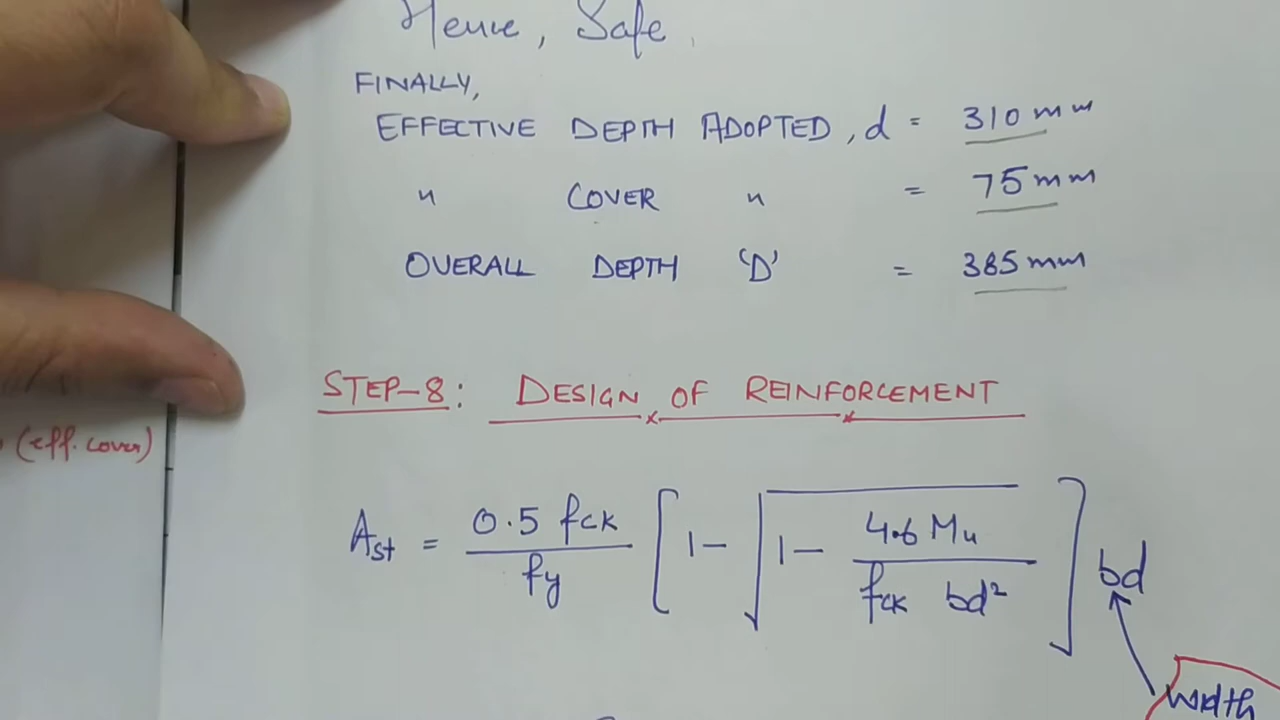 Hence, Safe.
FINALLY,
EFFECTIVE DEPTH ADOPTED, d = 310 mm
" COVER " = 75 mm
OVERALL DEPTH 'D' = 385 mm
STEP-8: DESIGN OF REINFORCEMENT
(eff. cover)
Ast = 0.5 fck / fy [ 1 - √(1 - 4.6 Mu / fck bd²) ] bd
width